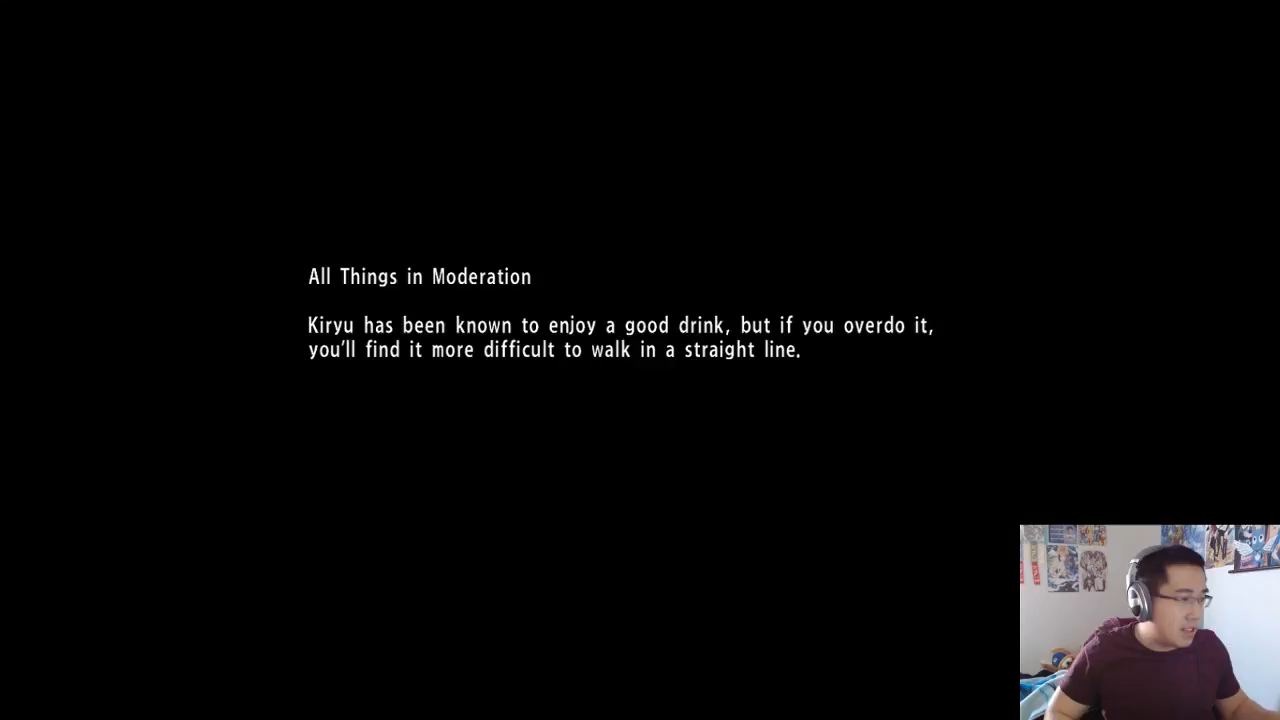 All Things in Moderation
Kiryu has been known to enjoy a good drink, but if you overdo it,
you'll find it more difficult to walk in a straight line.